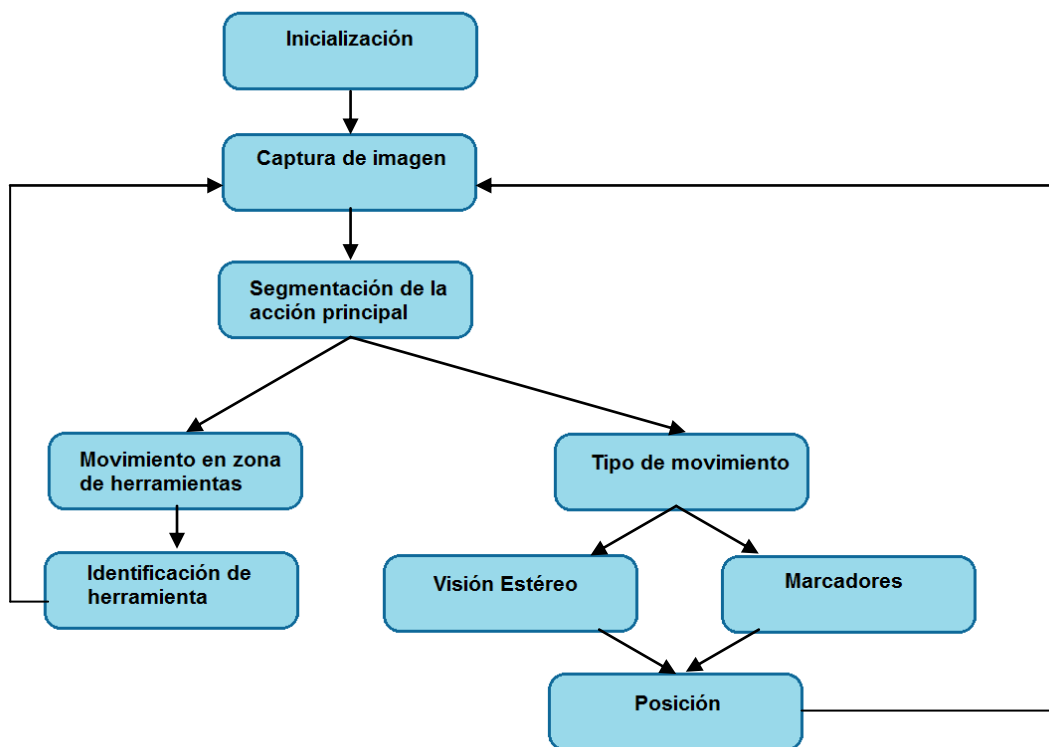 Inicialización
Captura de imagen
Segmentación de la
acción principal
Movimiento en zona
de herramientas
Tipo de movimiento
Identificación de
herramienta
Visión Estéreo
Marcadores
Posición